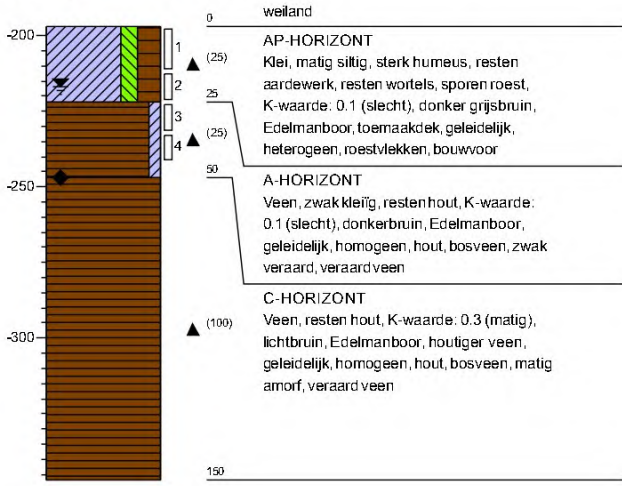 0 weiland
-200
1
(25)
2
25
3
(25)
4
50
-250
-300
(100)
150
AP-HORIZONT
Klei, matig siltig, sterk humeus, resten
aardewerk, resten wortels, sporen roest,
K-waarde: 0.1 (slecht), donker grijsbruin,
Edelmanboor, toemaakdek, geleidelijk,
heterogeen, roestvlekken, bouwvoor
A-HORIZONT
Veen, zwak kleiïg, resten hout, K-waarde:
0.1 (slecht), donkerbruin, Edelmanboor,
geleidelijk, homogeen, hout, bosveen, zwak
veraard, veraard veen
C-HORIZONT
Veen, resten hout, K-waarde: 0.3 (matig),
lichtbruin, Edelmanboor, houtiger veen,
geleidelijk, homogeen, hout, bosveen, matig
amorf, veraard veen